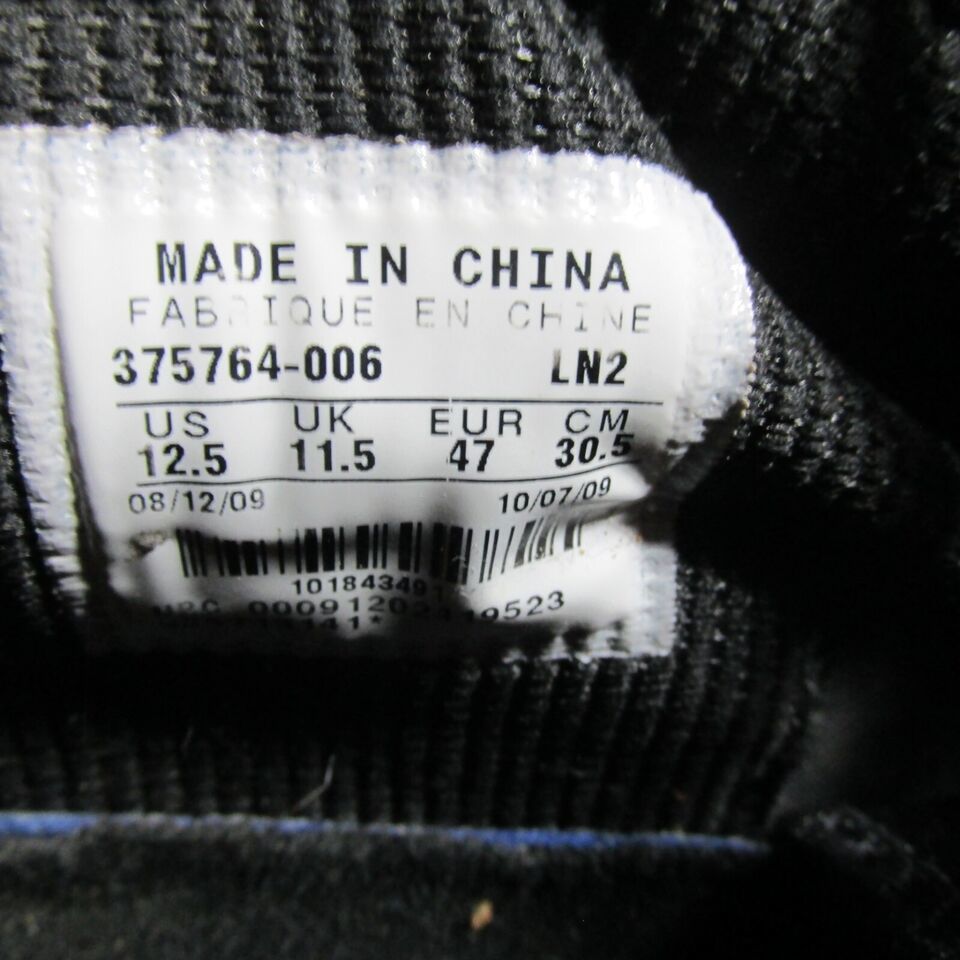 MADE IN CHINA
FABRIQUE EN CHINE
375764-006 LN2
US UK EUR CM
12.5 11.5 47 30.5
08/12/09 10/07/09